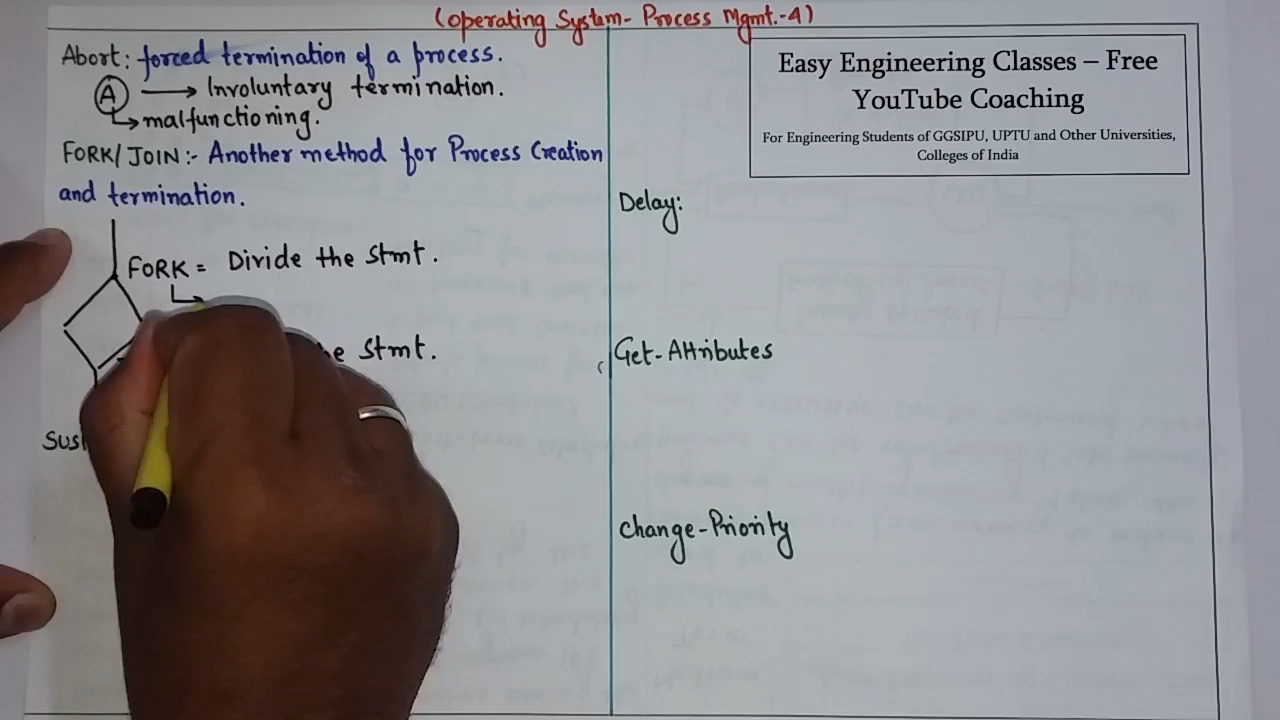 (Operating System- Process Mgmt.-4)
Abort: forced termination of a process.
A → Involuntary termination.
↳ malfunctioning.
FORK/JOIN:- Another method for Process Creation
and termination.
FORK = Divide the Stmt.
Stmt.
Easy Engineering Classes – Free
YouTube Coaching
For Engineering Students of GGSIPU, UPTU and Other Universities,
Colleges of India
Delay:
Get-Attributes
Change-Priority